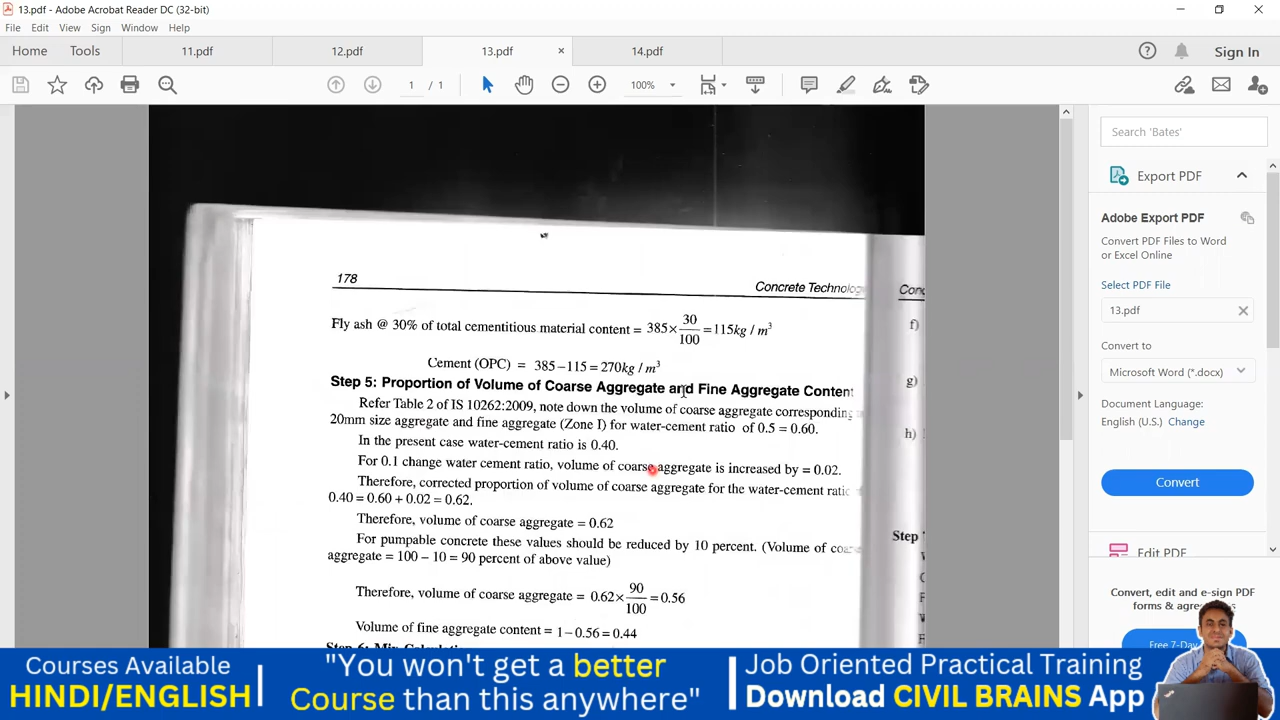 13.pdf - Adobe Acrobat Reader DC (32-bit)
File Edit View Sign Window Help
Home Tools 11.pdf 12.pdf 13.pdf × 14.pdf Sign In
1 / 1 100%
Search 'Bates'
Export PDF
Adobe Export PDF
Convert PDF Files to Word
or Excel Online
Select PDF File
13.pdf
Convert to
Microsoft Word (*.docx)
Document Language:
English (U.S.) Change
Convert
Edit PDF
Convert, edit and e-sign PDF
forms &
Free 7-Day
178
Fly ash @ 30% of total cementitious material content = 385 × 30/100 = 115 kg / m³
Cement (OPC) = 385 – 115 = 270 kg / m³
Step 5: Proportion of Volume of Coarse Aggregate and Fine Aggregate Content
Refer Table 2 of IS 10262:2009, note down the volume of coarse aggregate corresponding
20mm size aggregate and fine aggregate (Zone I) for water-cement ratio of 0.5 = 0.60.
In the present case water-cement ratio is 0.40.
For 0.1 change water cement ratio, volume of coarse aggregate is increased by = 0.02.
Therefore, corrected proportion of volume of coarse aggregate for the water-cement
0.40 = 0.60 + 0.02 = 0.62.
Therefore, volume of coarse aggregate = 0.62
For pumpable concrete these values should be reduced by 10 percent. (Volume of
aggregate = 100 – 10 = 90 percent of above value)
Therefore, volume of coarse aggregate = 0.62 × 90/100 = 0.56
Volume of fine aggregate content = 1 – 0.56 = 0.44
f)
g)
h)
Step
Courses Available
HINDI/ENGLISH
"You won't get a better
Course than this anywhere"
Job Oriented Practical Training
Download CIVIL BRAINS App